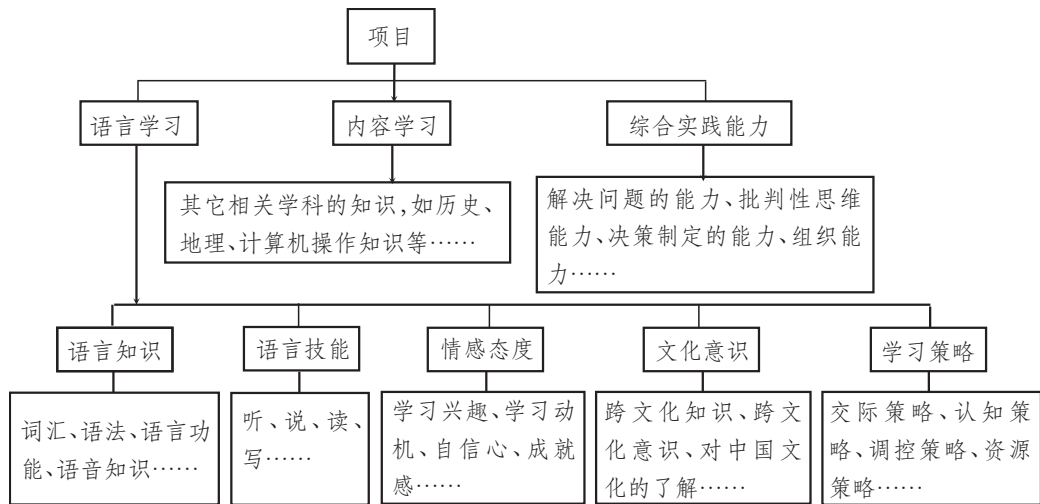 项目
语言学习
内容学习
综合实践能力
其它相关学科的知识,如历史、
地理、计算机操作知识等……
解决问题的能力、批判性思维
能力、决策制定的能力、组织能
力……
语言知识
语言技能
情感态度
文化意识
学习策略
词汇、语法、语言功
能、语音知识……
听、说、读、
写……
学习兴趣、学习动
机、自信心、成就
感……
跨文化知识、跨文
化意识、对中国文
化的了解……
交际策略、认知策
略、调控策略、资源
策略……